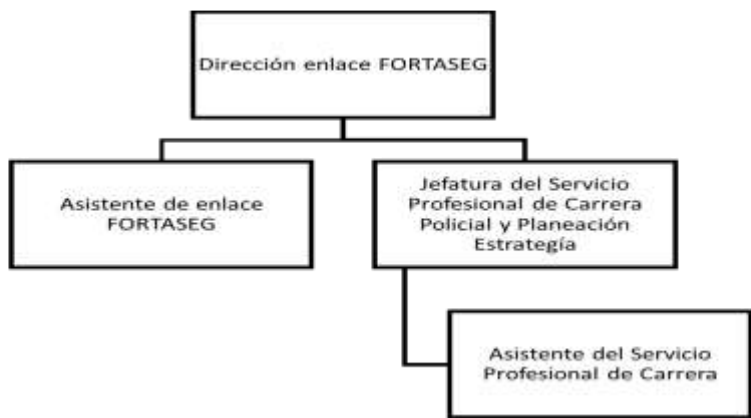 Dirección enlace FORTASEG
Asistente de enlace
FORTASEG
Jefatura del Servicio
Profesional de Carrera
Policial y Planeación
Estrategía
Asistente del Servicio
Profesional de Carrera